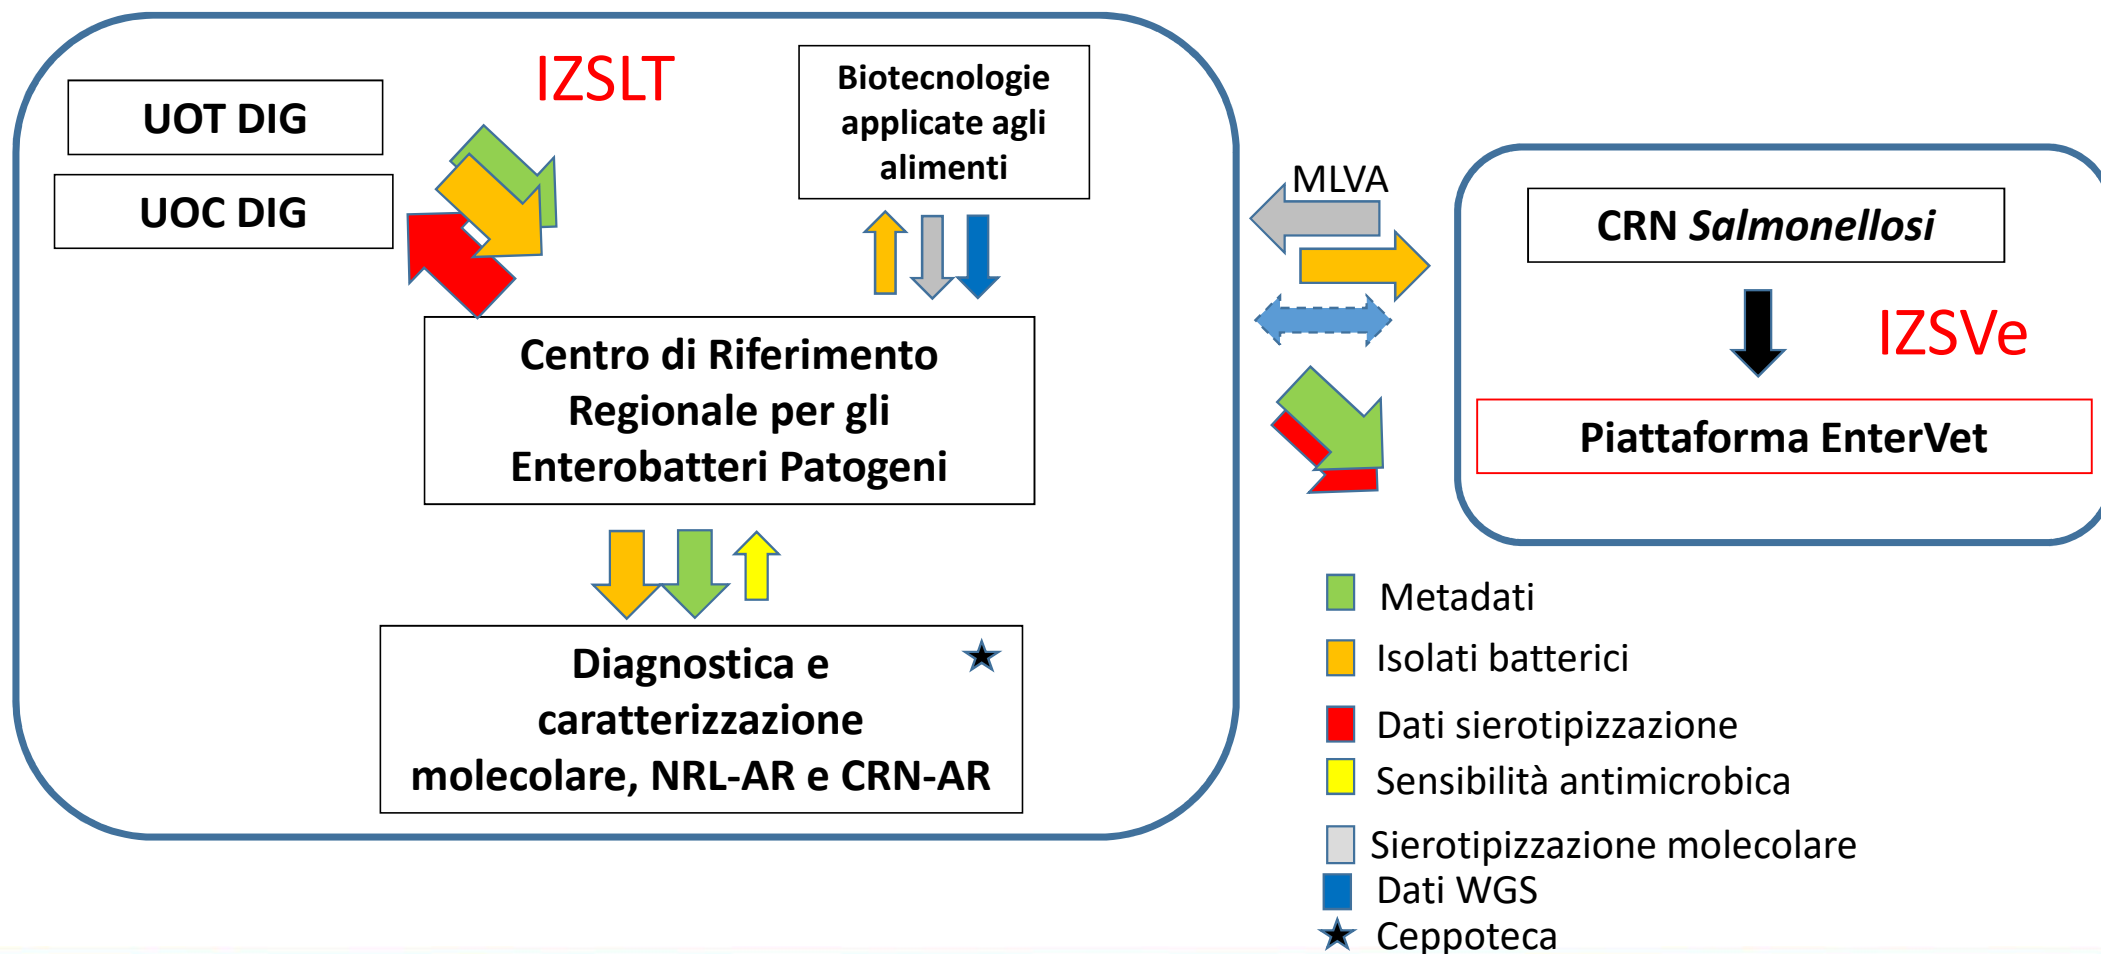 IZSLT
UOT DIG
UOC DIG
Biotecnologie
applicate agli
alimenti
Centro di Riferimento
Regionale per gli
Enterobatteri Patogeni
Diagnostica e
caratterizzazione
molecolare, NRL-AR e CRN-AR
MLVA
CRN Salmonellosi
IZSVe
Piattaforma EnterVet
Metadati
Isolati batterici
Dati sierotipizzazione
Sensibilità antimicrobica
Sierotipizzazione molecolare
Dati WGS
Ceppoteca